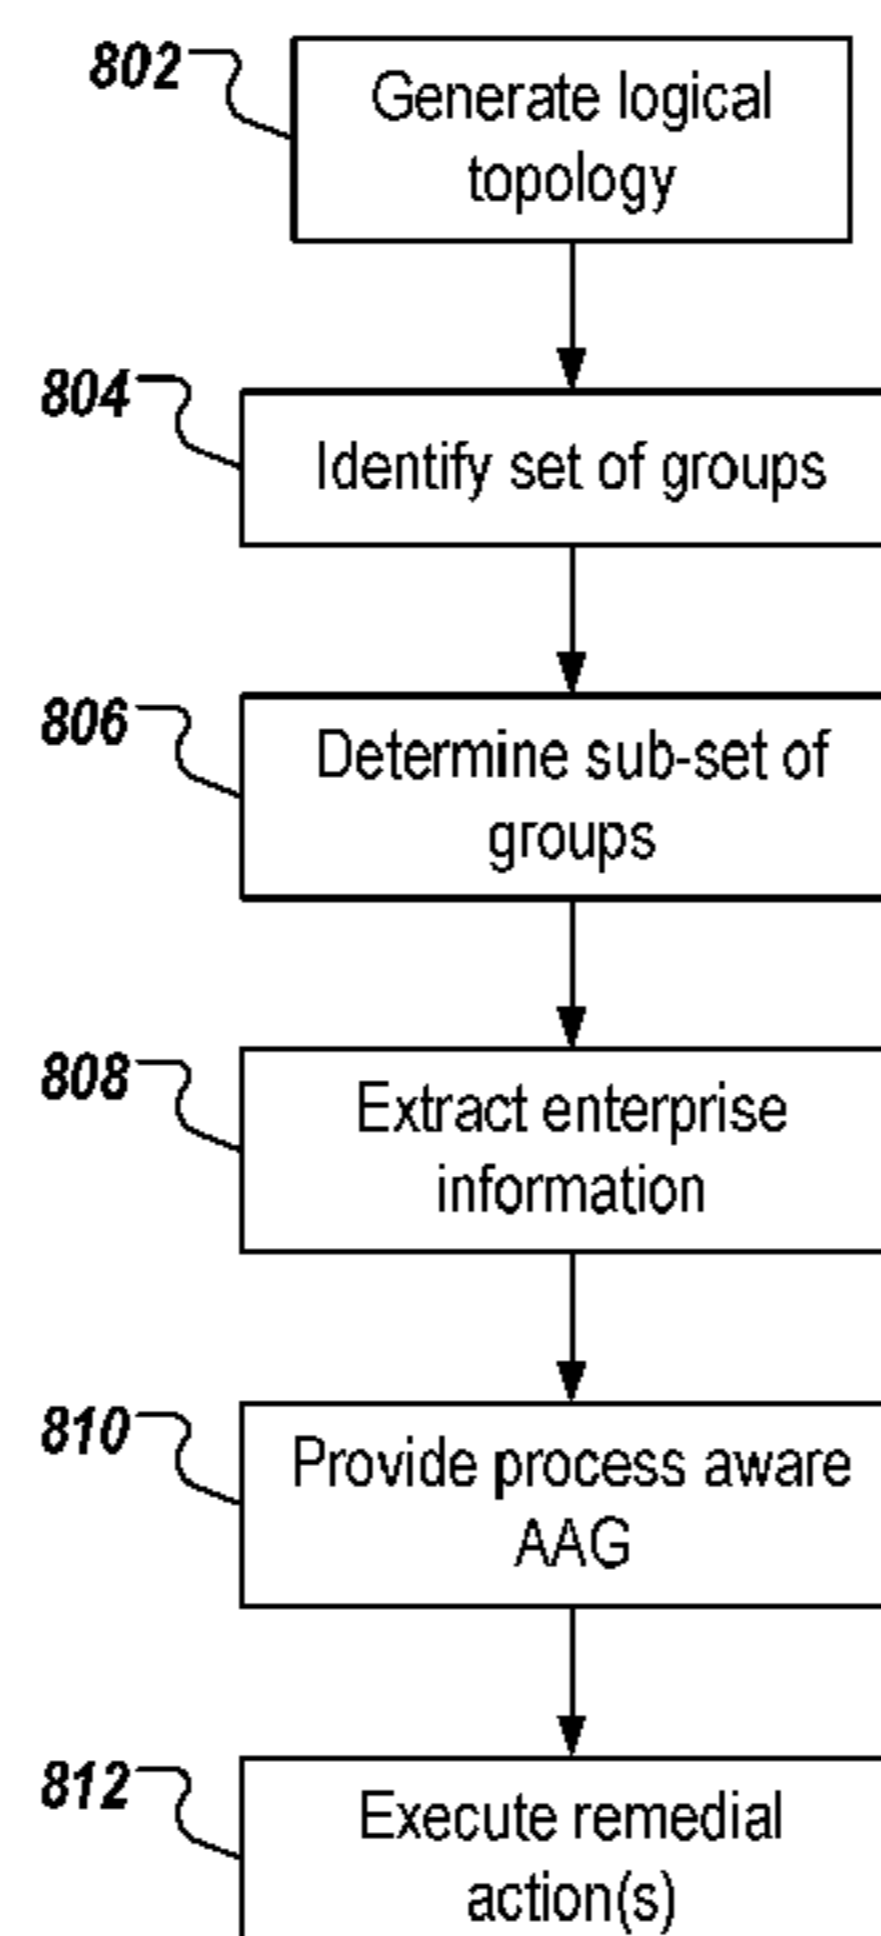 802
Generate logical
topology
804
Identify set of groups
806
Determine sub-set of
groups
808
Extract enterprise
information
810
Provide process aware
AAG
812
Execute remedial
action(s)